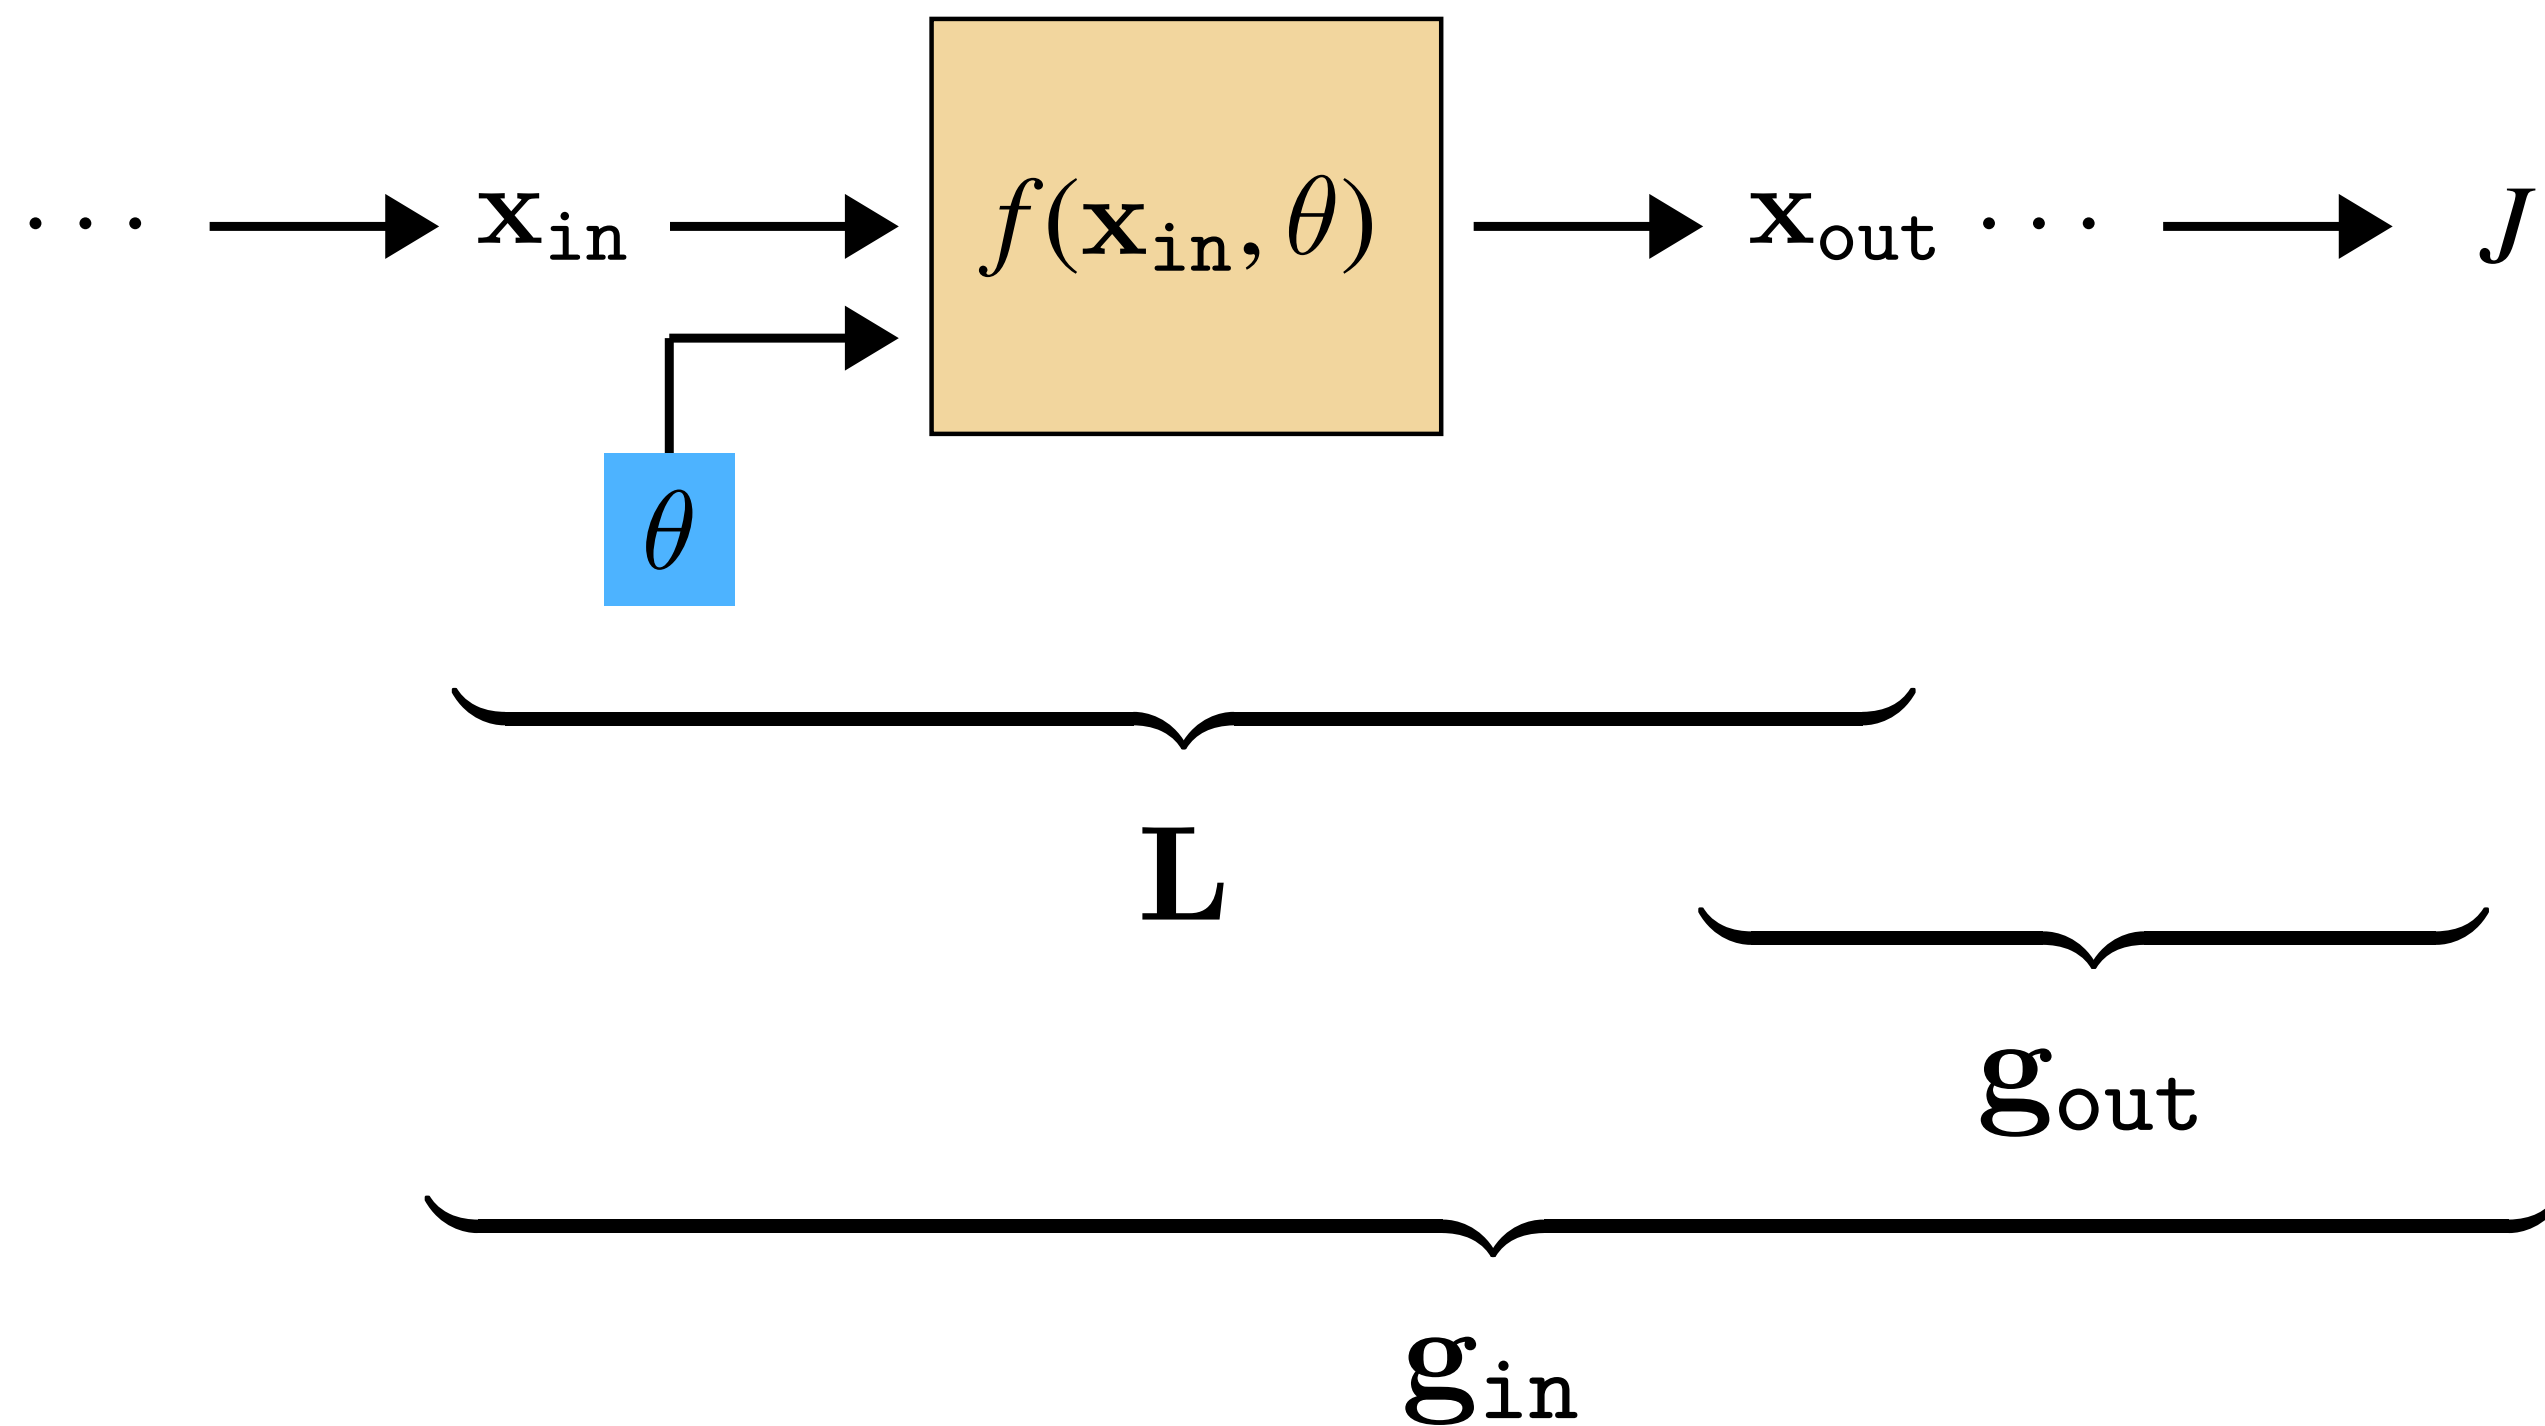 ··· x_in f(x_in, θ) x_out ··· J
θ
L
g_out
g_in